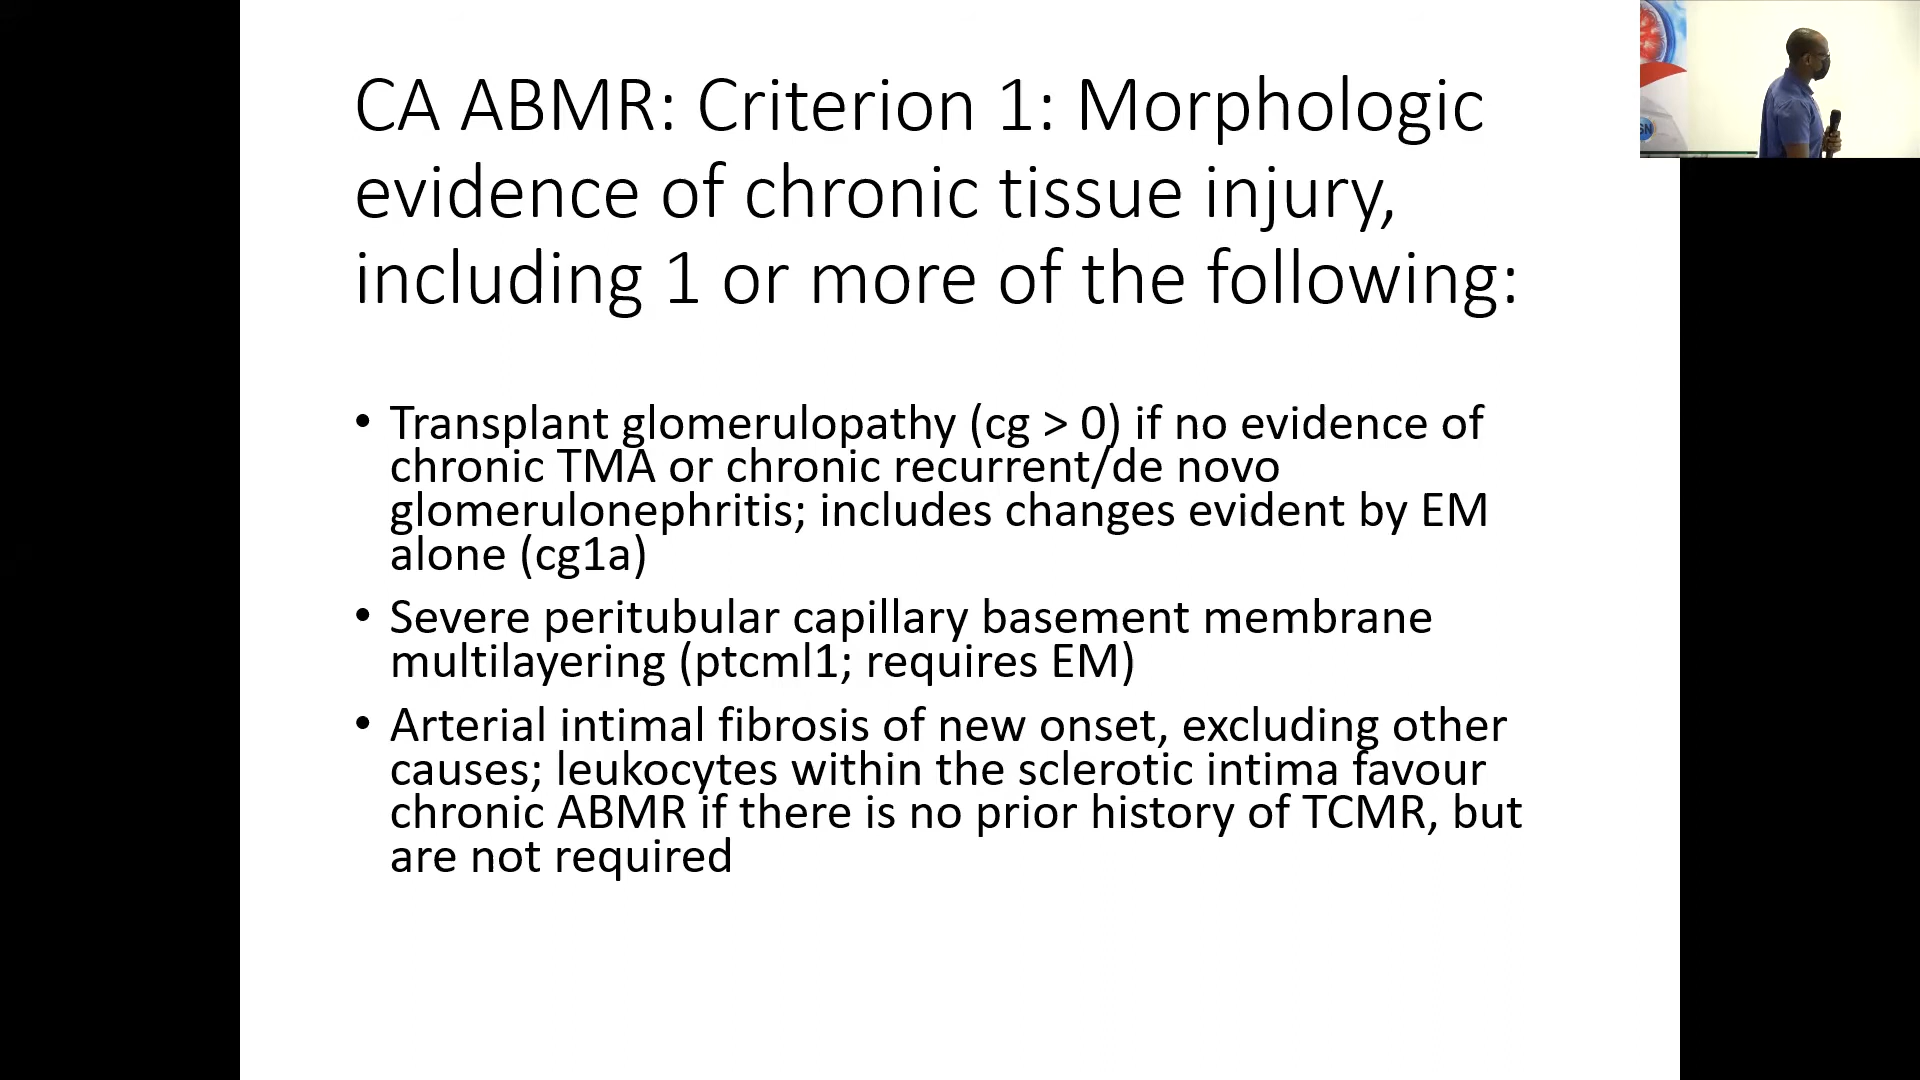 CA ABMR: Criterion 1: Morphologic
evidence of chronic tissue injury,
including 1 or more of the following:
• Transplant glomerulopathy (cg > 0) if no evidence of
chronic TMA or chronic recurrent/de novo
glomerulonephritis; includes changes evident by EM
alone (cg1a)
• Severe peritubular capillary basement membrane
multilayering (ptcml1; requires EM)
• Arterial intimal fibrosis of new onset, excluding other
causes; leukocytes within the sclerotic intima favour
chronic ABMR if there is no prior history of TCMR, but
are not required